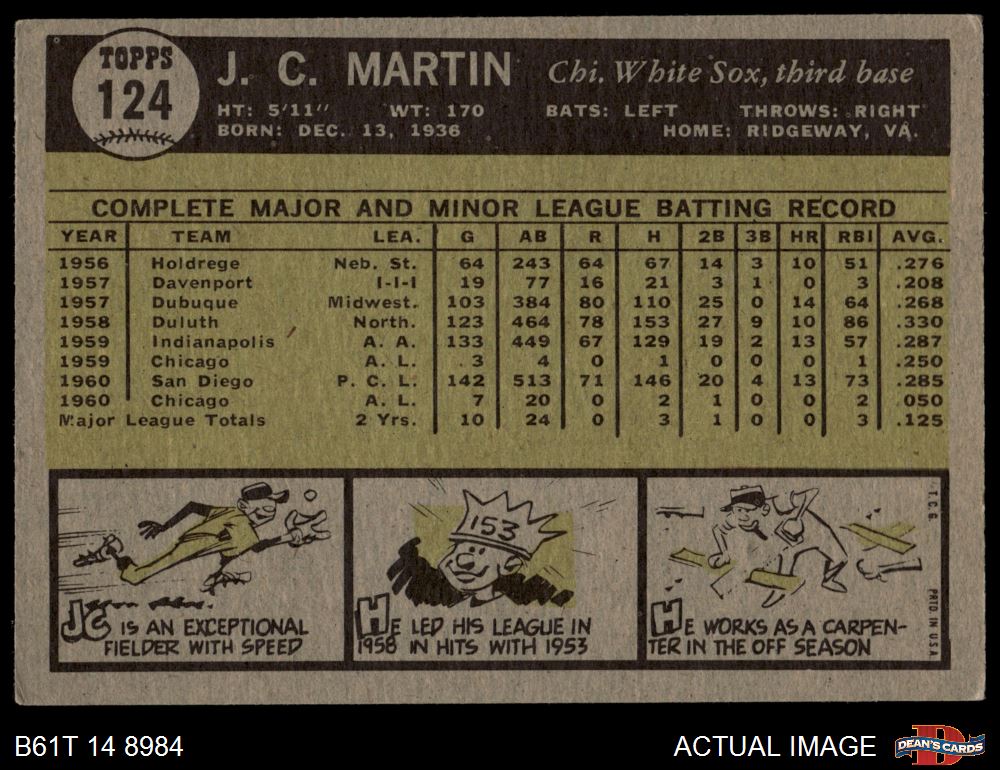 TOPPS
124
J. C. MARTIN Chi. White Sox, third base
HT: 5'11" WT: 170 BATS: LEFT THROWS: RIGHT
BORN: DEC. 13, 1936 HOME: RIDGEWAY, VA.
COMPLETE MAJOR AND MINOR LEAGUE BATTING RECORD
YEAR TEAM LEA. G AB R H 2B 3B HR RBI AVG.
1956 Holdrege Neb. St. 64 243 64 67 14 3 10 51 .276
1957 Davenport I-I-I 19 77 16 21 3 1 0 3 .208
1957 Dubuque Midwest. 103 384 80 110 25 0 14 64 .268
1958 Duluth North. 123 464 78 153 27 9 10 86 .330
1959 Indianapolis A. A. 133 449 67 129 19 2 13 57 .287
1959 Chicago A. L. 3 4 0 1 0 0 0 1 .250
1960 San Diego P. C. L. 142 513 71 146 20 4 13 73 .285
1960 Chicago A. L. 7 20 0 2 1 0 0 2 .050
Major League Totals 2 Yrs. 10 24 0 3 1 0 0 3 .125
JC IS AN EXCEPTIONAL
FIELDER WITH SPEED
153
HE LED HIS LEAGUE IN
1958 IN HITS WITH 1953
HE WORKS AS A CARPEN-
TER IN THE OFF SEASON
T.C.G.
PRTD. IN U.S.A.
B61T 14 8984
ACTUAL IMAGE
D
DEAN'S CARDS